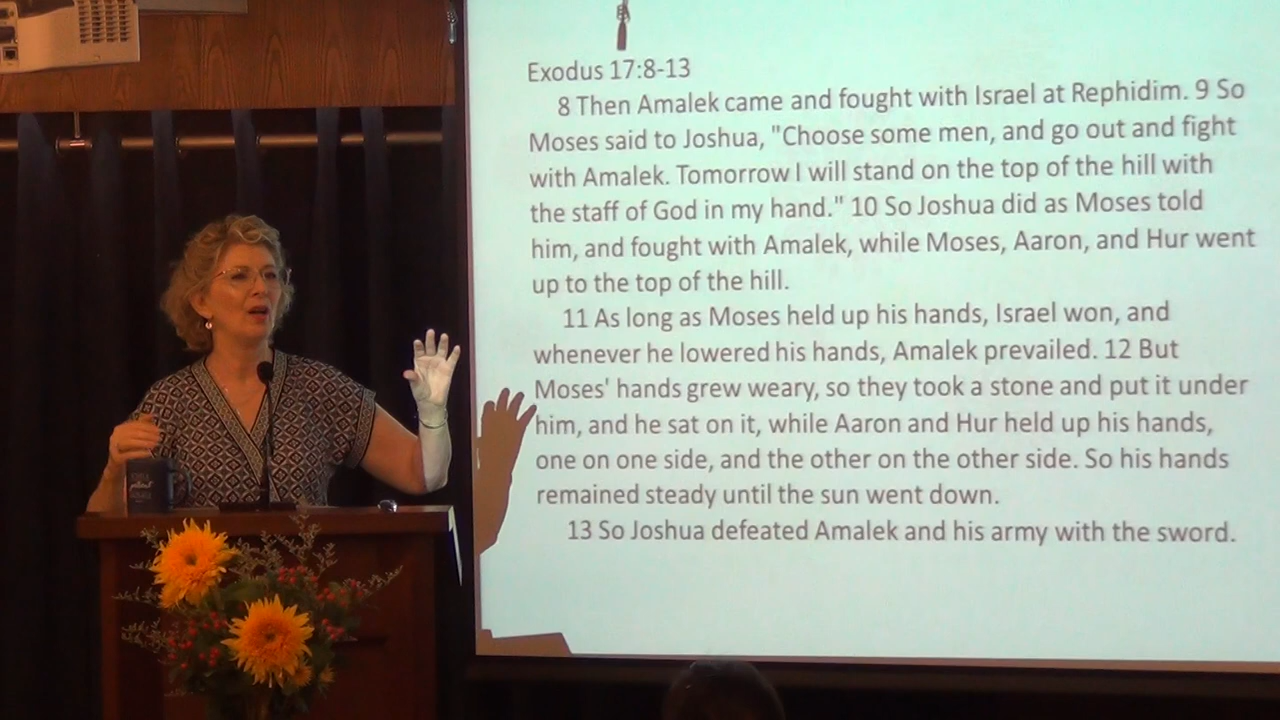 Exodus 17:8-13
8 Then Amalek came and fought with Israel at Rephidim. 9 So
Moses said to Joshua, "Choose some men, and go out and fight
with Amalek. Tomorrow I will stand on the top of the hill with
the staff of God in my hand." 10 So Joshua did as Moses told
him, and fought with Amalek, while Moses, Aaron, and Hur went
up to the top of the hill.
11 As long as Moses held up his hands, Israel won, and
whenever he lowered his hands, Amalek prevailed. 12 But
Moses' hands grew weary, so they took a stone and put it under
him, and he sat on it, while Aaron and Hur held up his hands,
one on one side, and the other on the other side. So his hands
remained steady until the sun went down.
13 So Joshua defeated Amalek and his army with the sword.